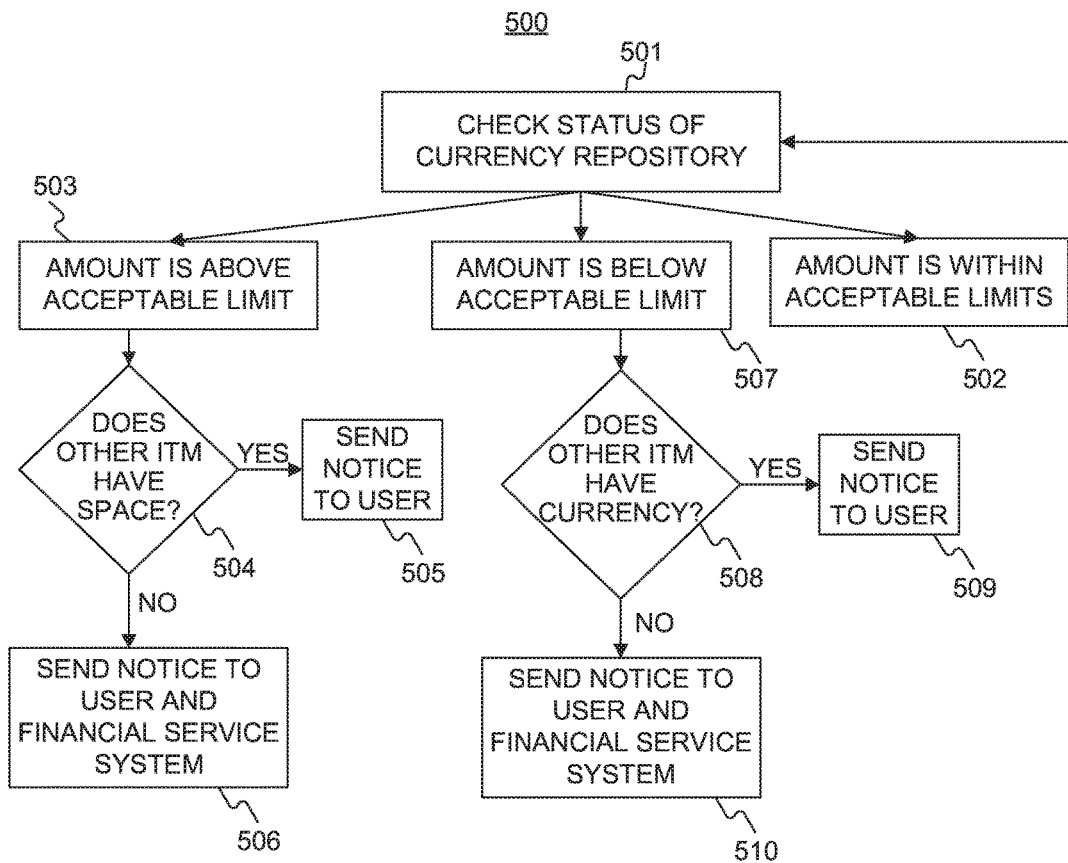 500
501
CHECK STATUS OF
CURRENCY REPOSITORY
503
AMOUNT IS ABOVE
ACCEPTABLE LIMIT
AMOUNT IS BELOW
ACCEPTABLE LIMIT
507
AMOUNT IS WITHIN
ACCEPTABLE LIMITS
502
DOES
OTHER ITM
HAVE
SPACE?
504
YES
SEND
NOTICE
TO USER
505
NO
SEND NOTICE TO
USER AND
FINANCIAL SERVICE
SYSTEM
506
DOES
OTHER ITM
HAVE
CURRENCY?
508
YES
SEND
NOTICE
TO USER
509
NO
SEND NOTICE TO
USER AND
FINANCIAL SERVICE
SYSTEM
510